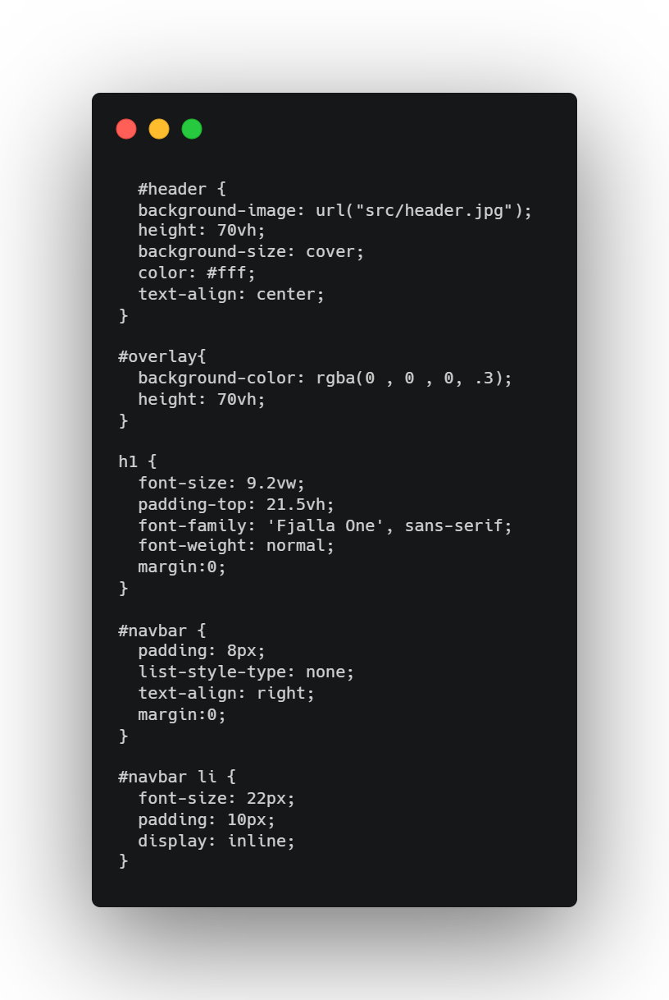 #header {
  background-image: url("src/header.jpg");
  height: 70vh;
  background-size: cover;
  color: #fff;
  text-align: center;
}

#overlay{
  background-color: rgba(0 , 0 , 0, .3);
  height: 70vh;
}

h1 {
  font-size: 9.2vw;
  padding-top: 21.5vh;
  font-family: 'Fjalla One', sans-serif;
  font-weight: normal;
  margin:0;
}

#navbar {
  padding: 8px;
  list-style-type: none;
  text-align: right;
  margin:0;
}

#navbar li {
  font-size: 22px;
  padding: 10px;
  display: inline;
}